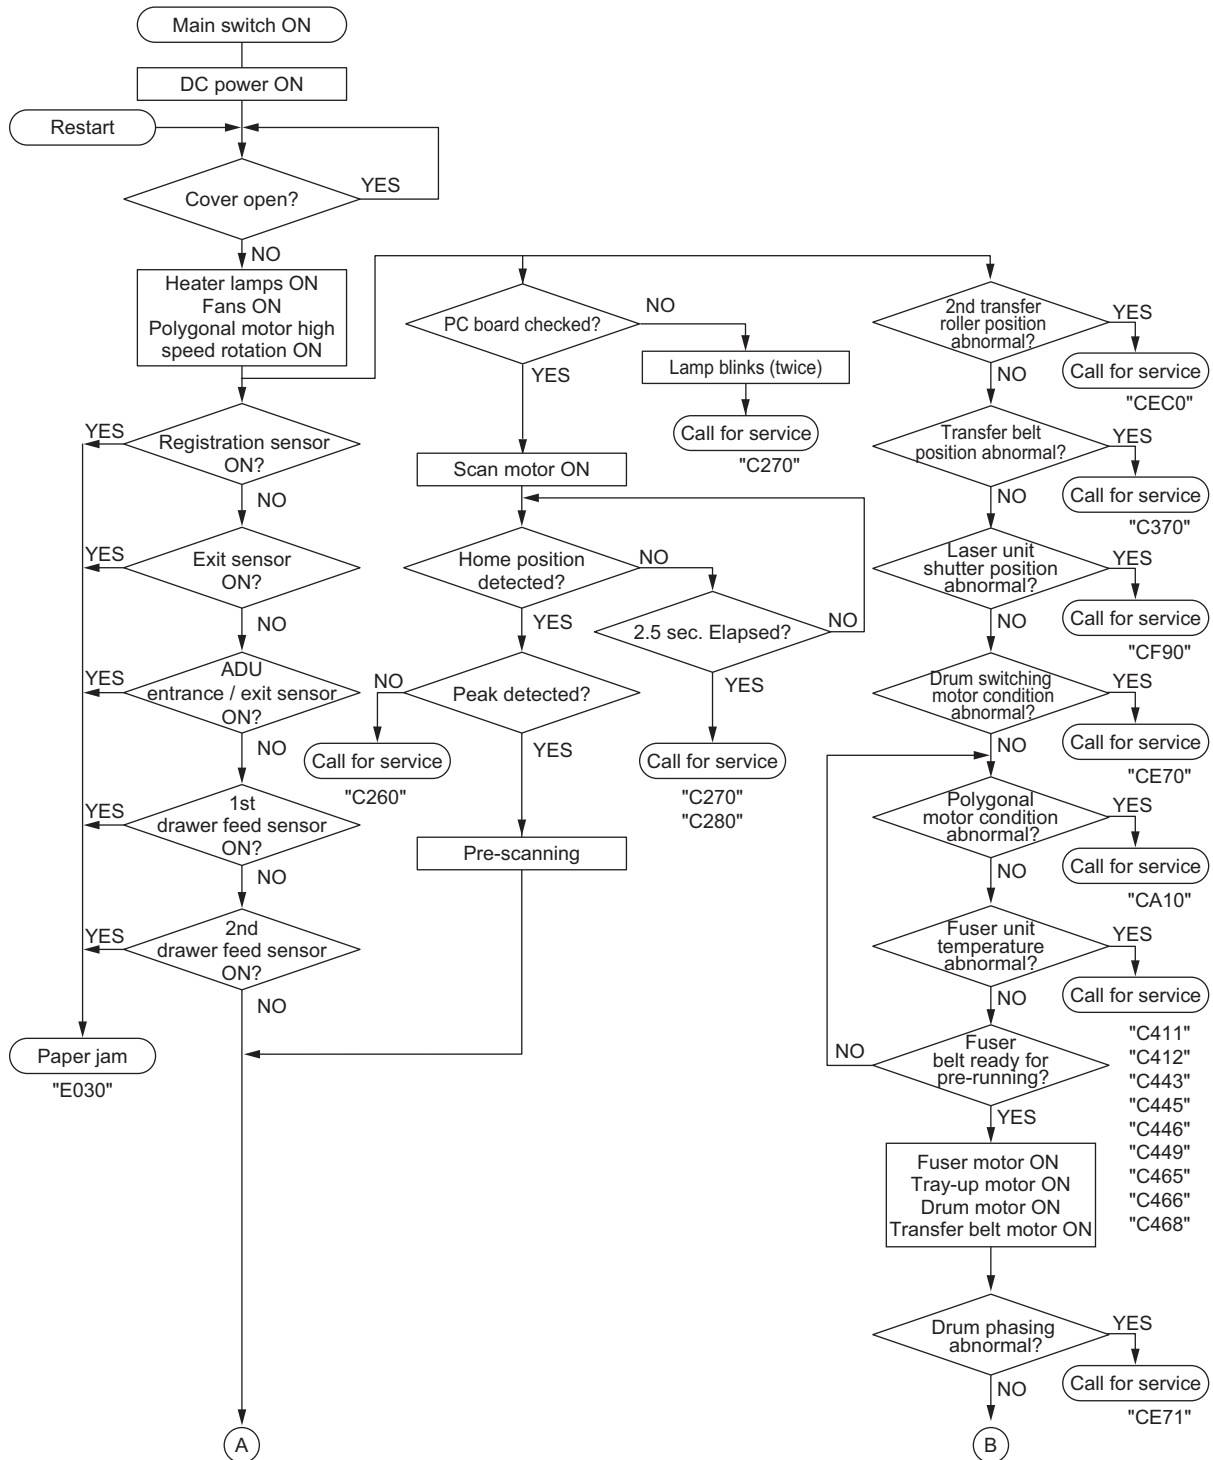 Main switch ON
DC power ON
Restart
Cover open?
YES
NO
Heater lamps ON
Fans ON
Polygonal motor high
speed rotation ON
Registration sensor
ON?
YES
NO
Exit sensor
ON?
YES
NO
ADU
entrance / exit sensor
ON?
YES
NO
1st
drawer feed sensor
ON?
YES
NO
2nd
drawer feed sensor
ON?
YES
NO
Paper jam
"E030"
A
PC board checked?
NO
YES
Lamp blinks (twice)
Call for service
"C270"
Scan motor ON
Home position
detected?
NO
YES
2.5 sec. Elapsed?
NO
YES
Call for service
"C270"
"C280"
Peak detected?
NO
YES
Call for service
"C260"
Pre-scanning
2nd transfer
roller position
abnormal?
YES
NO
Call for service
"CEC0"
Transfer belt
position abnormal?
YES
NO
Call for service
"C370"
Laser unit
shutter position
abnormal?
YES
NO
Call for service
"CF90"
Drum switching
motor condition
abnormal?
YES
NO
Call for service
"CE70"
Polygonal
motor condition
abnormal?
YES
NO
Call for service
"CA10"
Fuser unit
temperature
abnormal?
YES
NO
Call for service
"C411"
"C412"
"C443"
"C445"
"C446"
"C449"
"C465"
"C466"
"C468"
Fuser
belt ready for
pre-running?
NO
YES
Fuser motor ON
Tray-up motor ON
Drum motor ON
Transfer belt motor ON
Drum phasing
abnormal?
YES
NO
Call for service
"CE71"
B